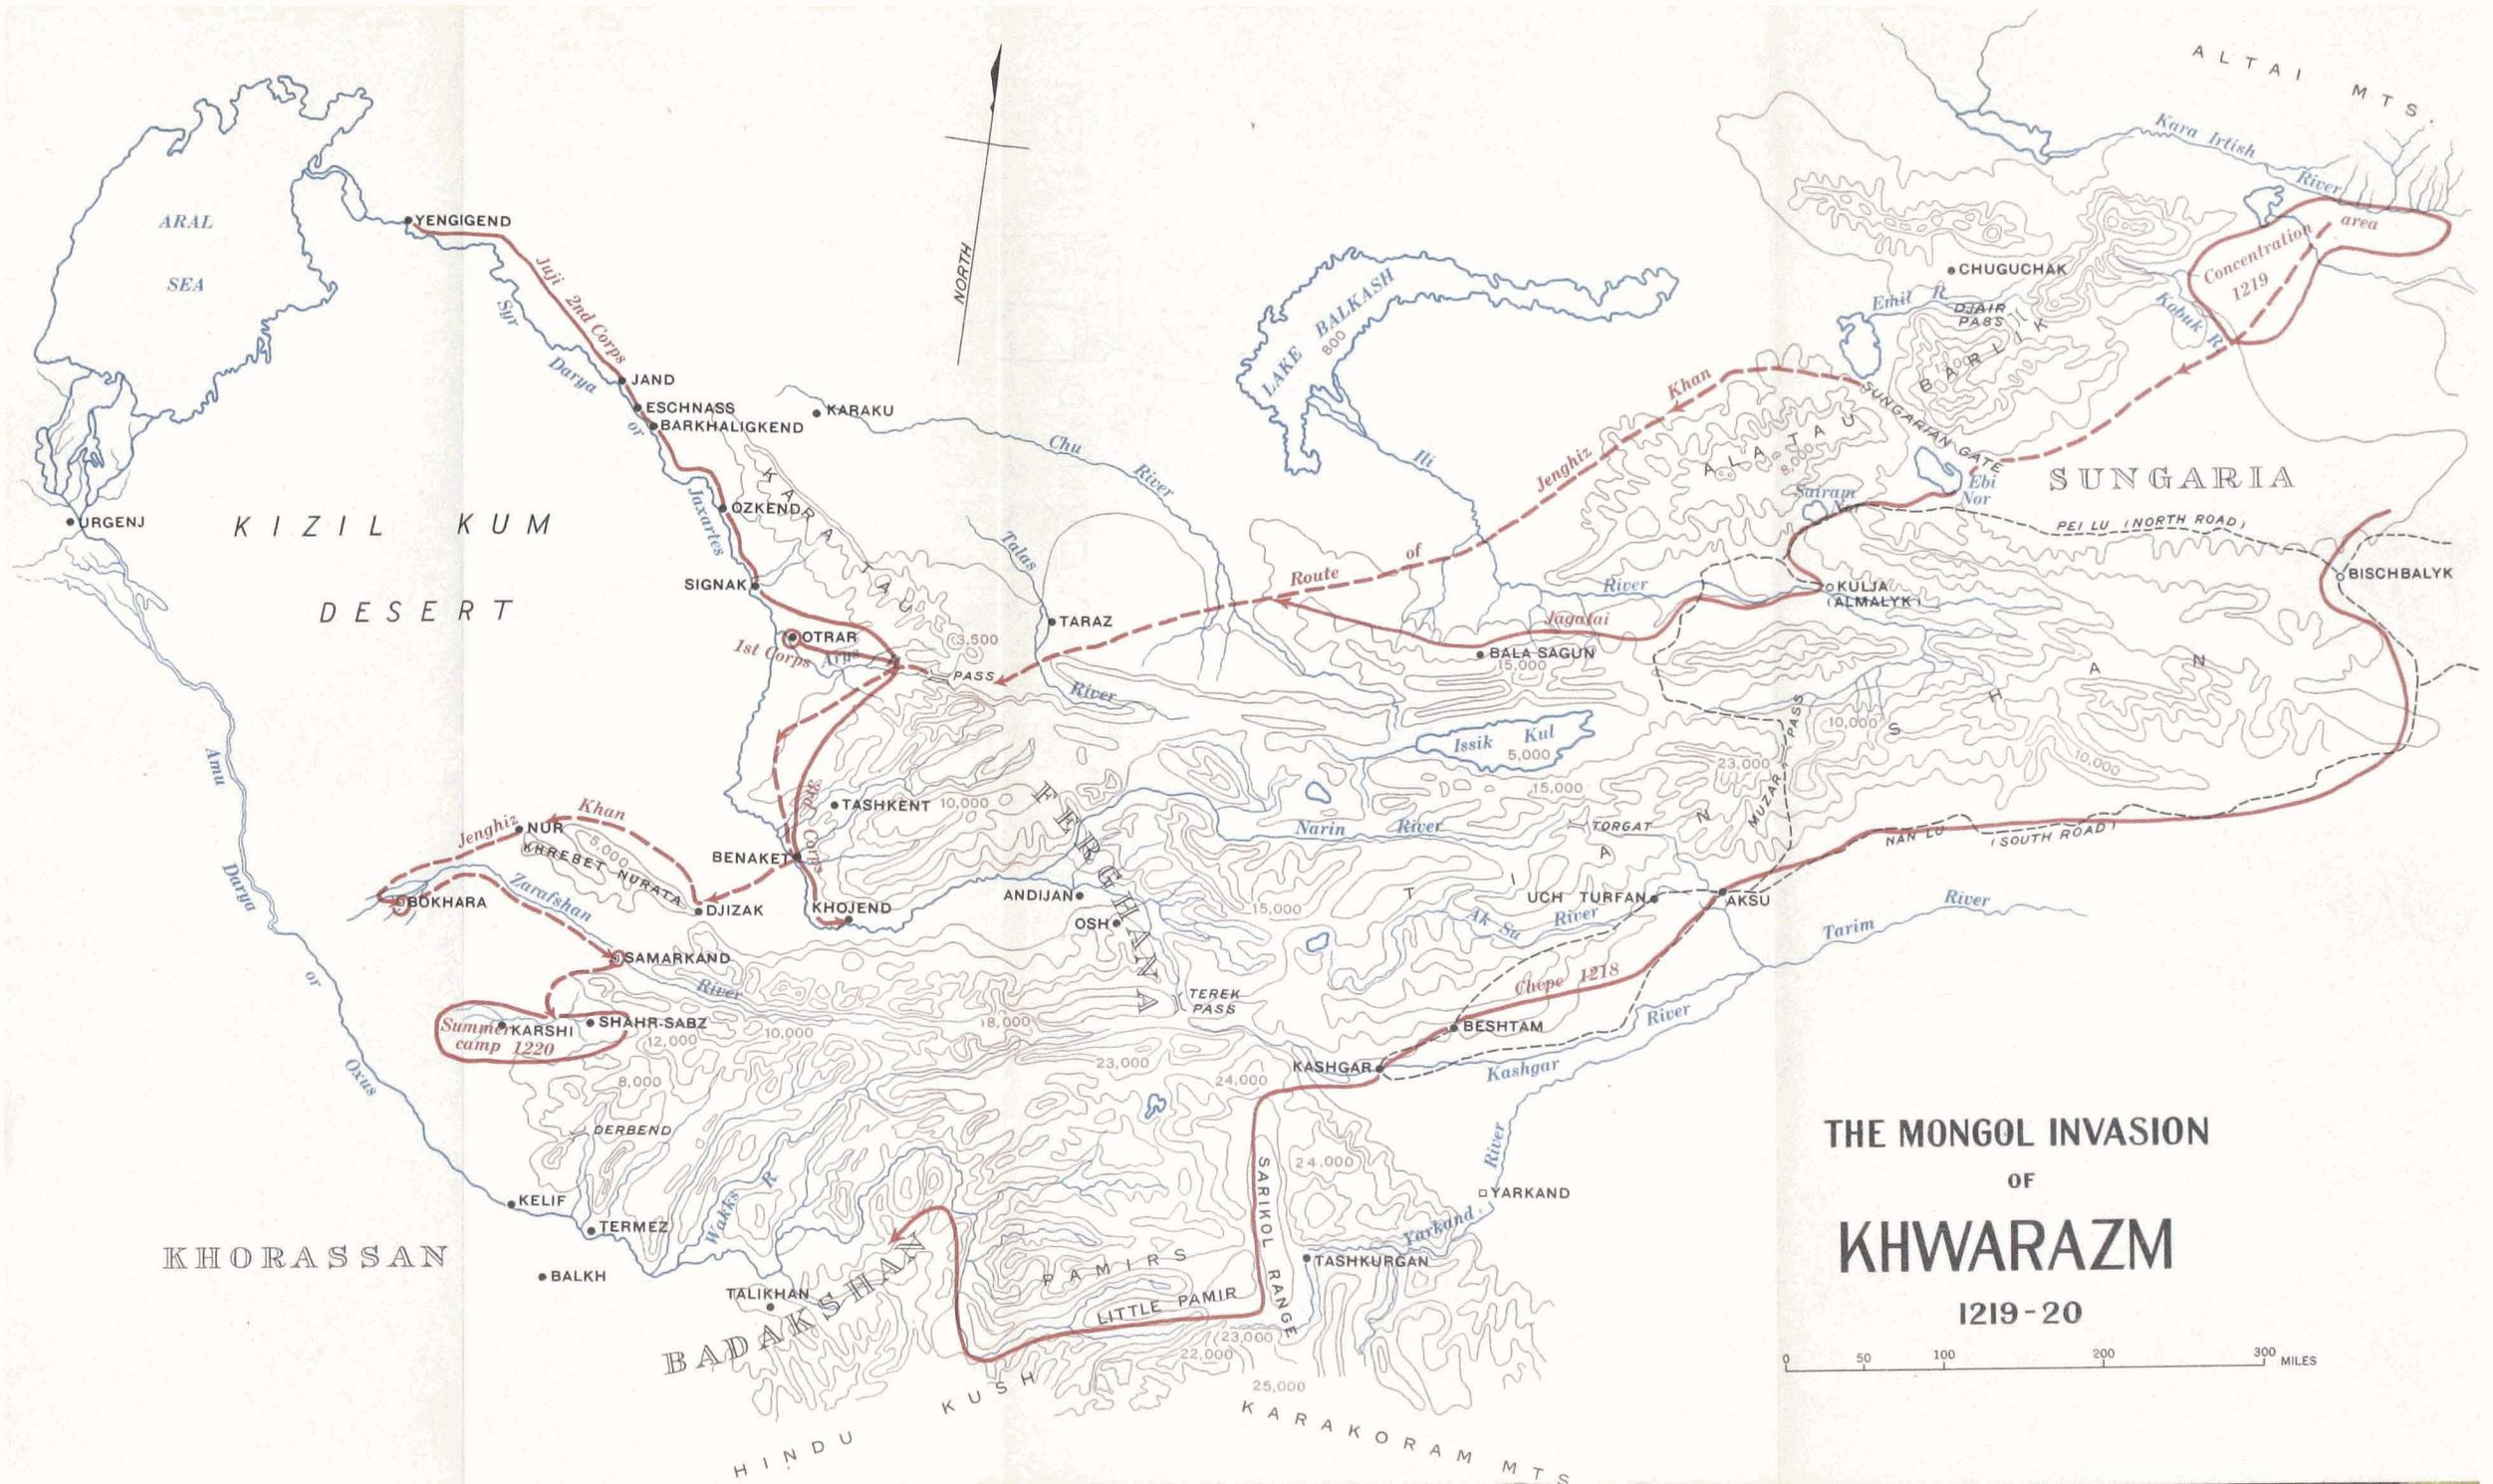 ALTAI MTS.
Kara Irtish River
Concentration area
1219
CHUGUCHAK
Emil R.
DJAIR
PASS
Kobuk R.
BARLIK
ARAL
SEA
YENGIGEND
Juji 2nd Corps
Syr Darya or Jaxartes
JAND
ESCHNASS
BARKHALIGKEND
KARAKU
NORTH
LAKE BALKASH
800
Khan
SUNGARIAN GATE
Chu River
Ili
Jenghiz
ALA TAU
8,000
Ebi
Nor
SUNGARIA
Sairam
Nor
PEI LU (NORTH ROAD)
URGENJ
KIZIL KUM
DESERT
OZKEND
KARA TAU
Talas
of
Route
SIGNAK
River
KULJA
(ALMALYK)
BISCHBALYK
OTRAR
1st Corps
Arys R.
3,500
TARAZ
Jagatai
BALA SAGUN
15,000
PASS
River
TIAN SHAN
Amu Darya or Oxus
Issik Kul
5,000
MUZAR PASS
10,000
23,000
10,000
15,000
3rd Corps
TASHKENT
10,000
FERGHANA
Narin River
TORGAT
Khan
Jenghiz
NUR
5,000
KHREBET NURATA
BENAKET
NAN LU (SOUTH ROAD)
BOKHARA
Zarafshan
DJIZAK
KHOJEND
ANDIJAN
OSH
15,000
UCH TURFAN
AKSU
Ak Su River
Tarim River
SAMARKAND
River
TEREK
PASS
Chepe 1218
Summer
camp 1220
KARSHI
SHAHR-SABZ
12,000
10,000
18,000
BESHTAM
River
23,000
24,000
KASHGAR
Kashgar
8,000
DERBEND
THE MONGOL INVASION
OF
KHWARAZM
1219-20
0 50 100 200 300 MILES
SARIKOL RANGE
24,000
River
YARKAND
Yarkand
KELIF
TERMEZ
Wakks R.
KHORASSAN
BALKH
TALIKHAN
BADAKSHAN
PAMIRS
LITTLE PAMIR
TASHKURGAN
23,000
22,000
25,000
HINDU KUSH
KARAKORAM MTS